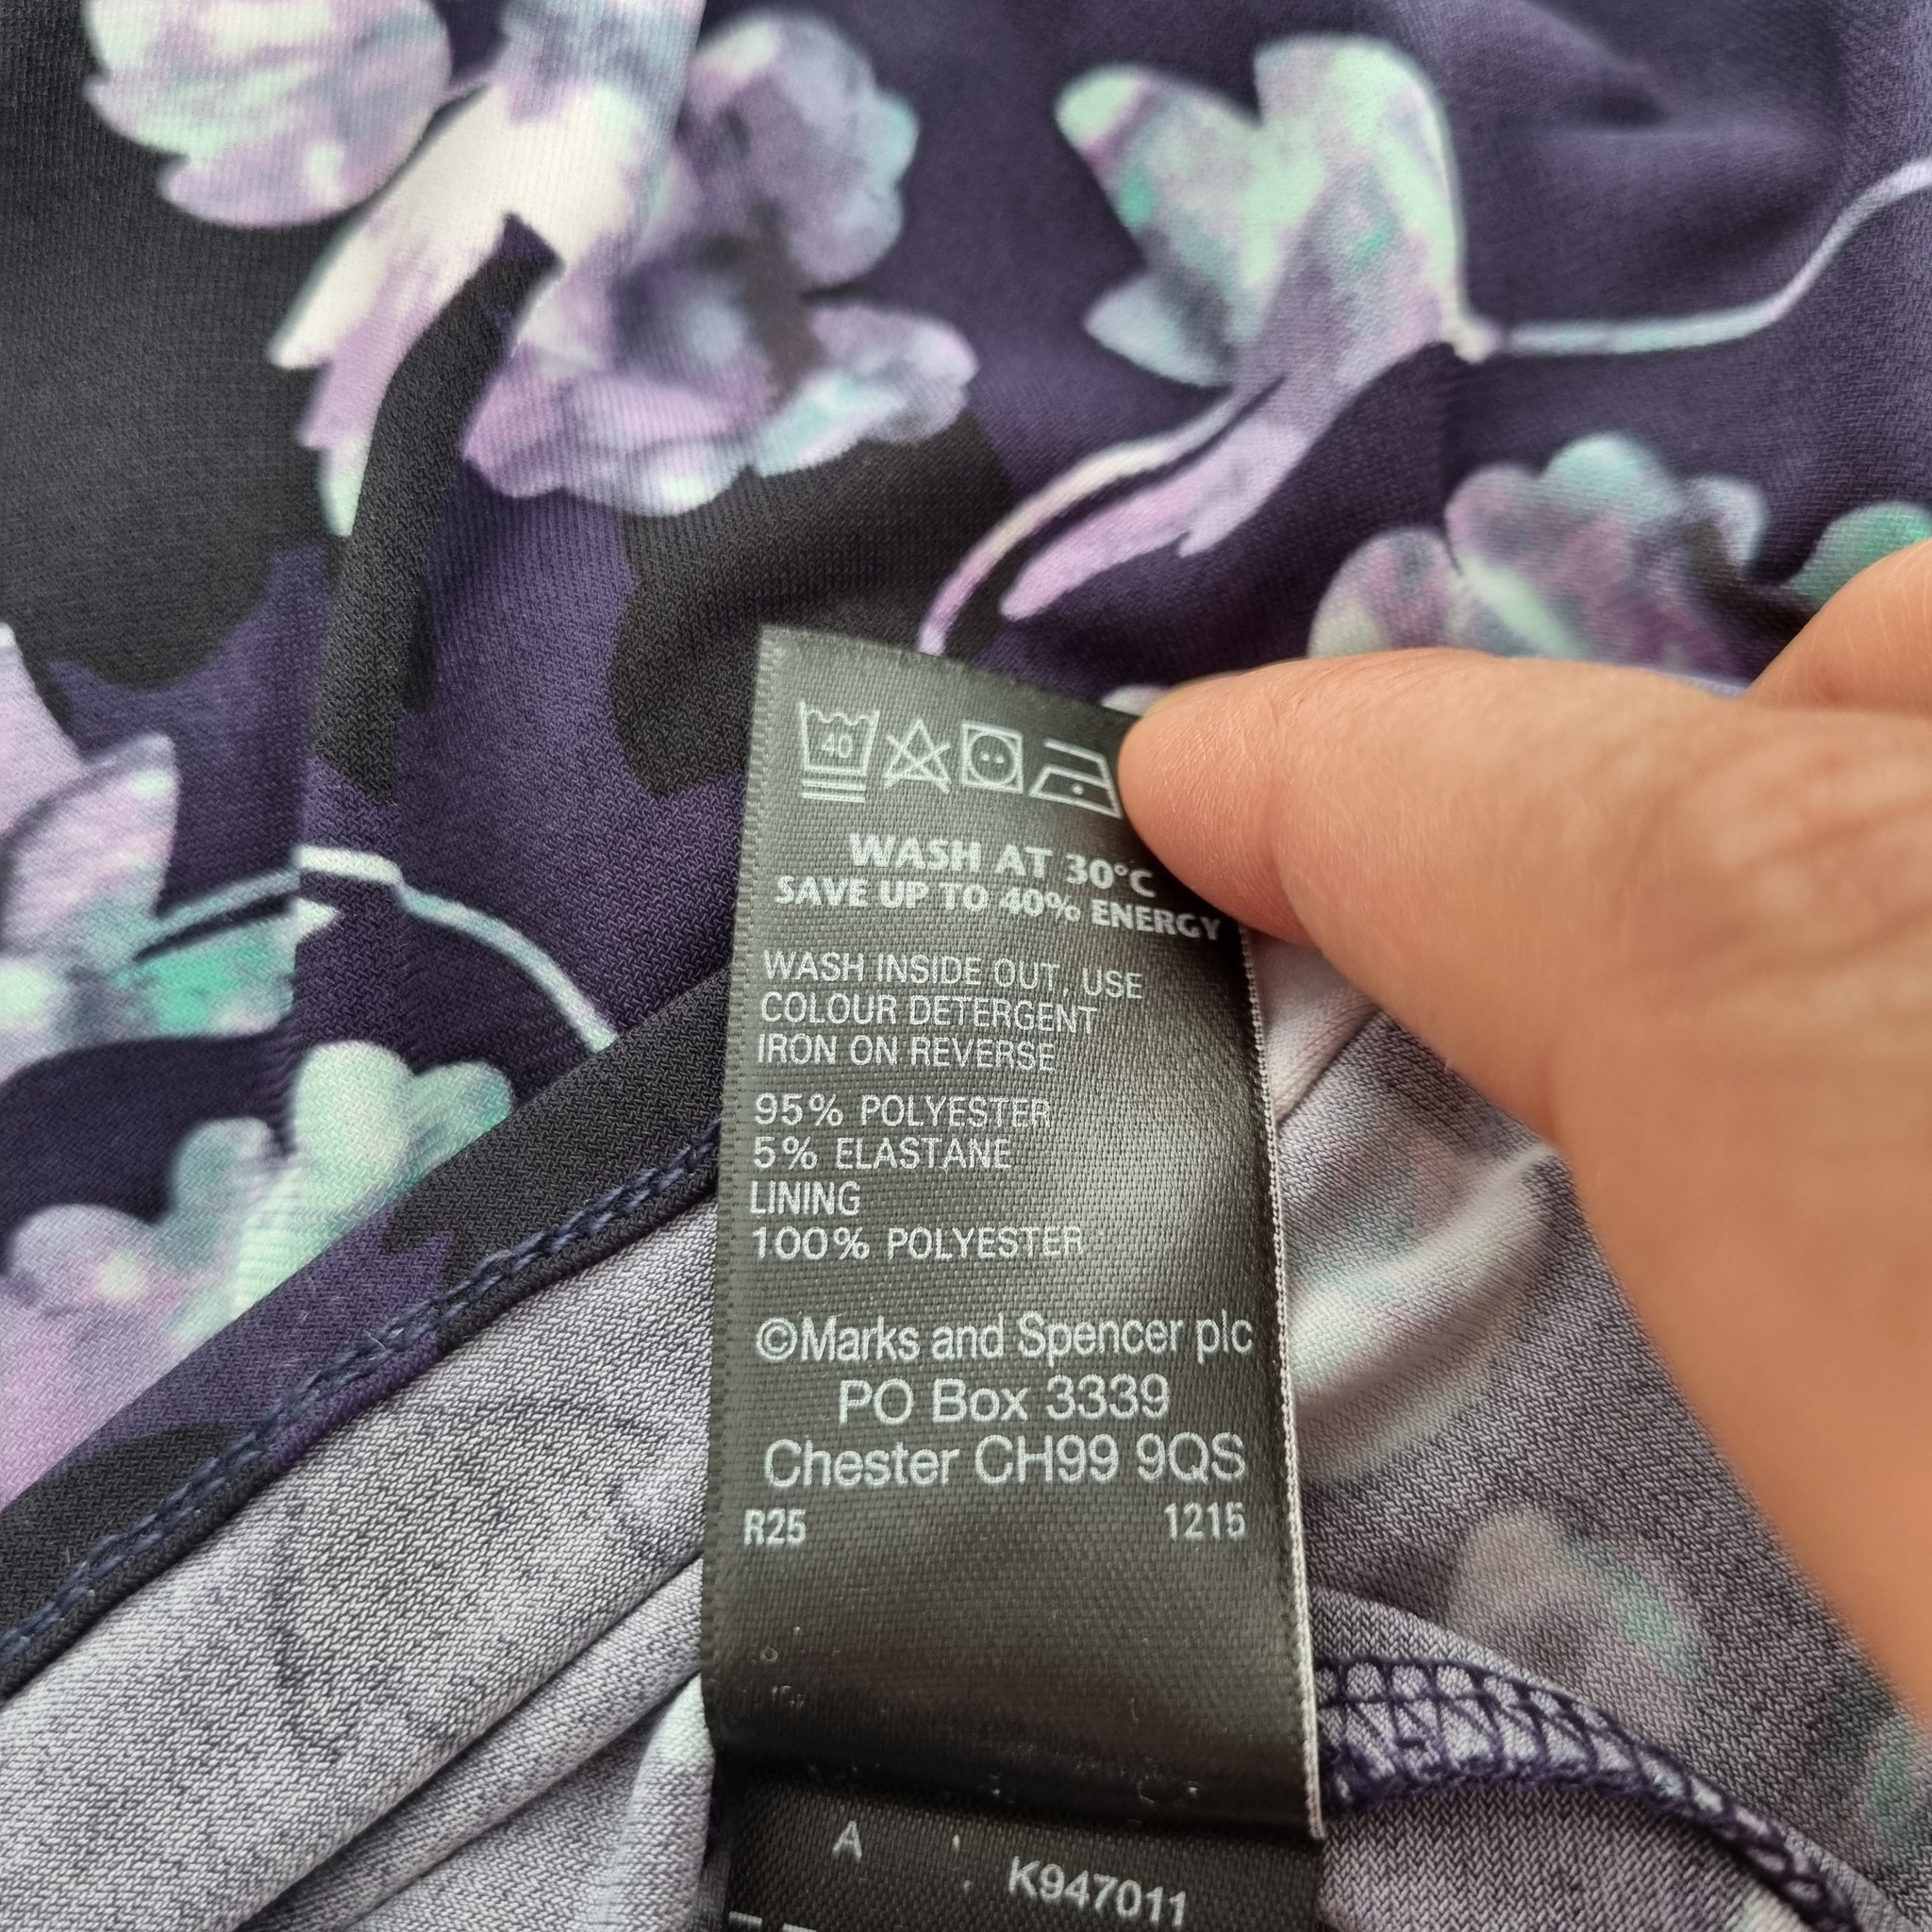 40
WASH AT 30°C
SAVE UP TO 40% ENERGY
WASH INSIDE OUT, USE
COLOUR DETERGENT
IRON ON REVERSE
95% POLYESTER
5% ELASTANE
LINING
100% POLYESTER
©Marks and Spencer plc
PO Box 3339
Chester CH99 9QS
R25 1215
A K947011